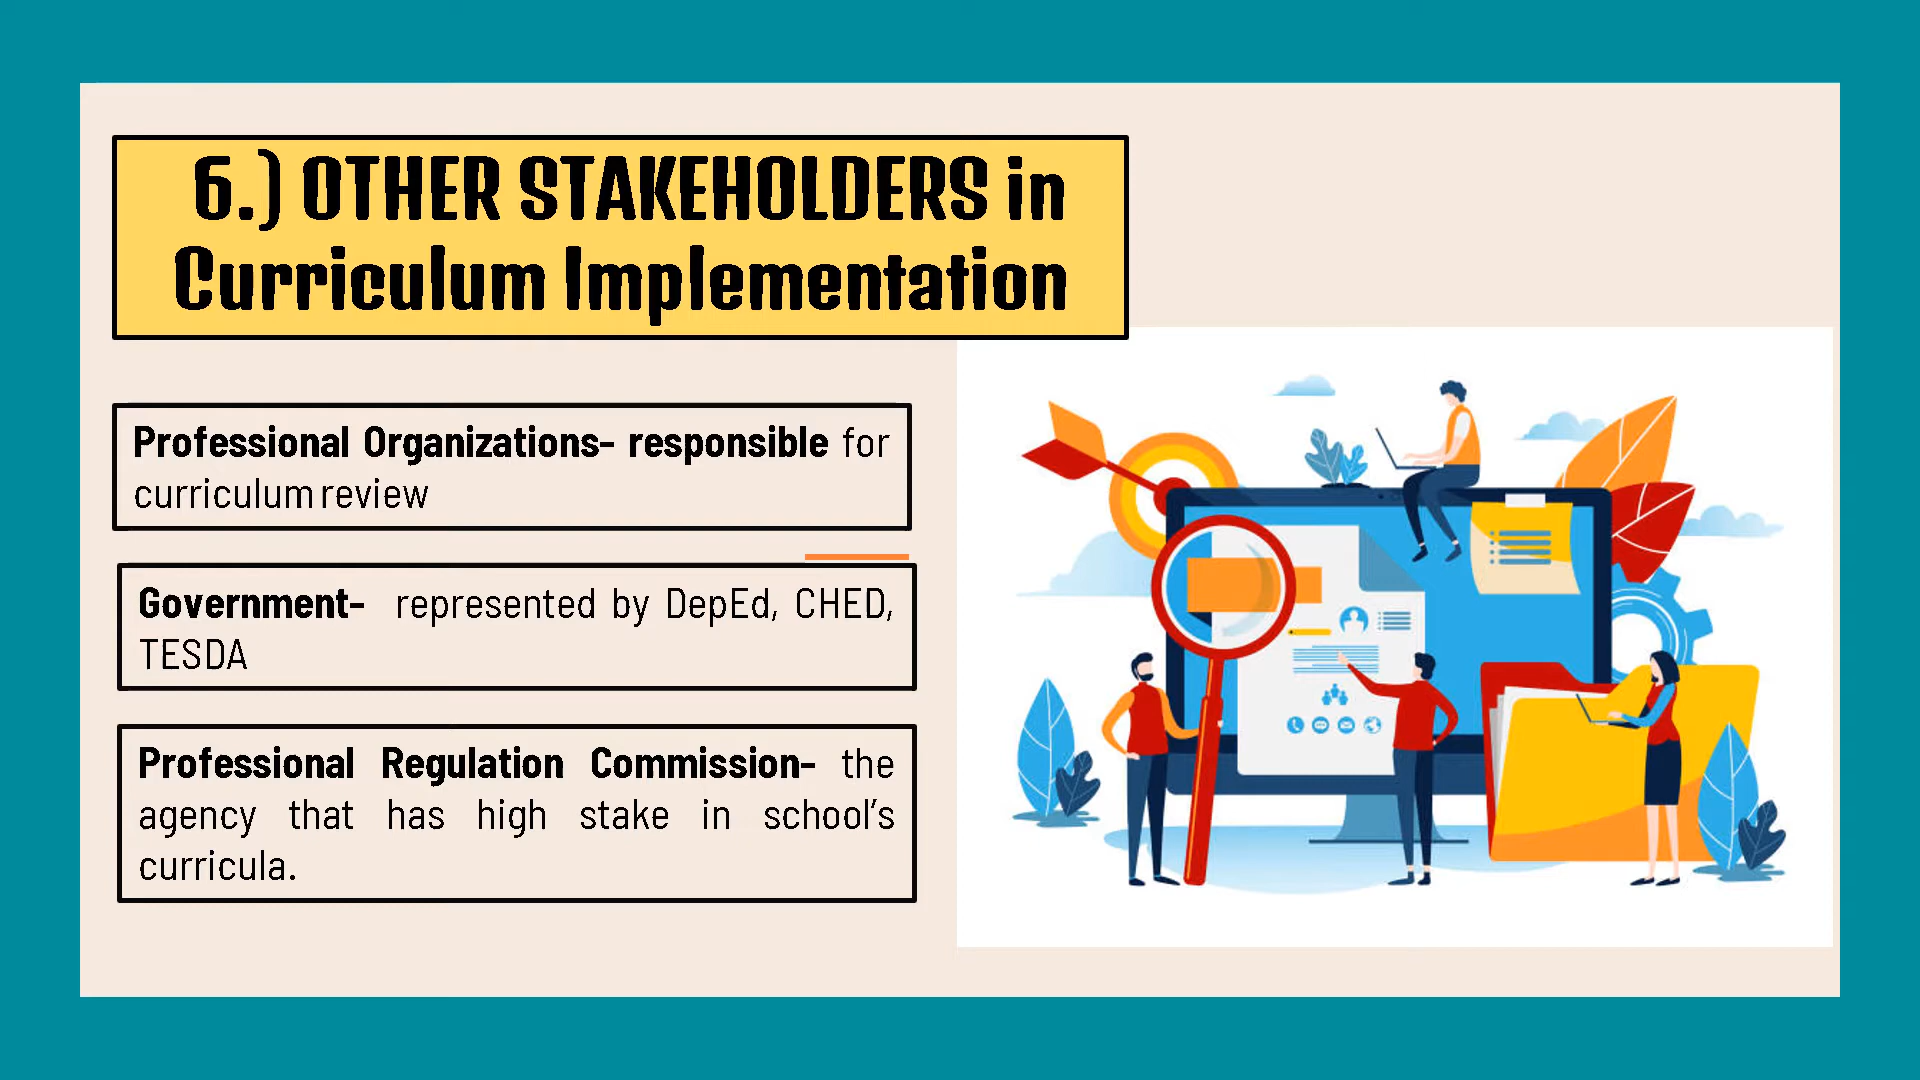 6.) OTHER STAKEHOLDERS in
Curriculum Implementation
Professional Organizations- responsible for
curriculum review
Government- represented by DepEd, CHED,
TESDA
Professional Regulation Commission- the
agency that has high stake in school's
curricula.